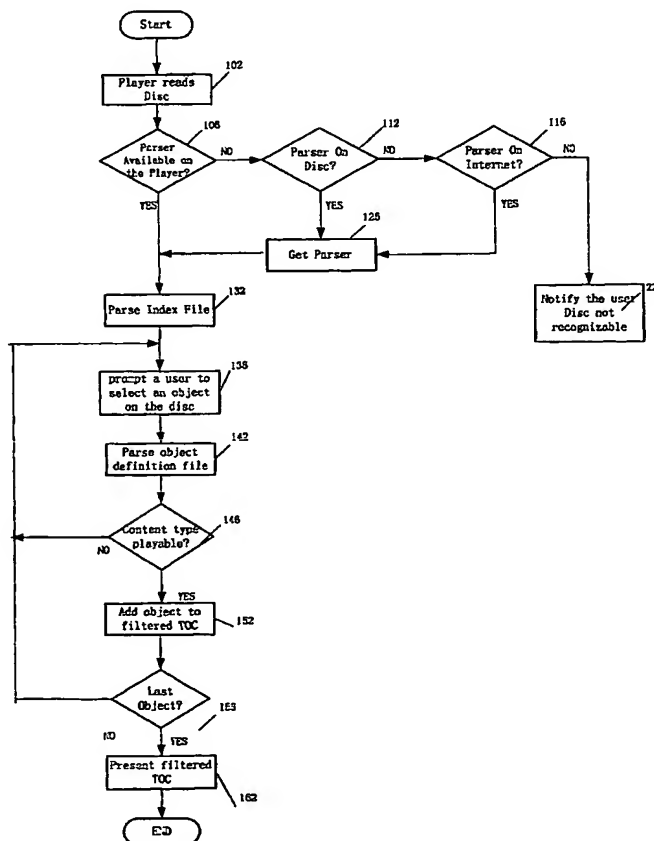 Start
Player reads
Disc
102
Parser
Available on
the Player?
NO
YES
Parser On
Disc?
112
NO
YES
Parser On
Internet?
116
NO
YES
Get Parser
Notify the user
Disc not
recognizable
Parse Index File
132
prompt a user to
select an object
on the disc
Parse object
definition file
142
Content type
playable?
NO
YES
Add object to
filtered TOC
152
Last
Object?
NO
YES
Present filtered
TOC
162
END